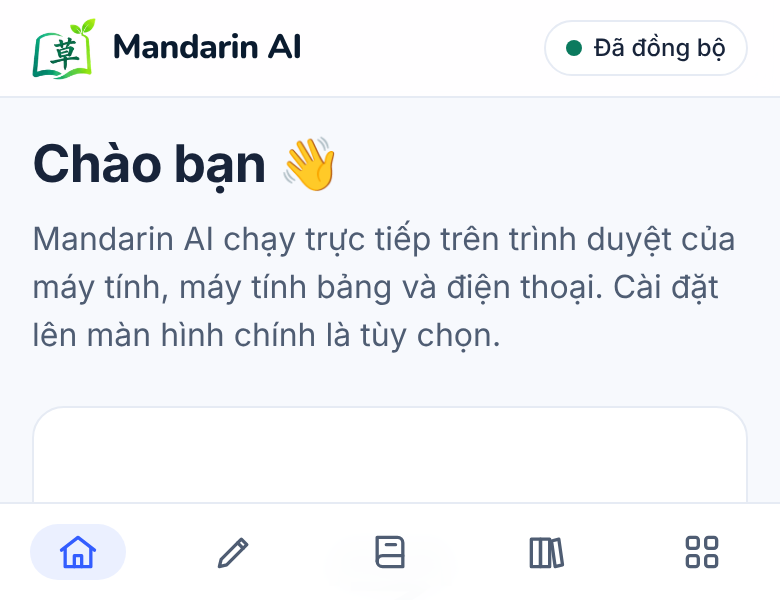 草
Mandarin AI
Đã đồng bộ
Chào bạn 👋
Mandarin AI chạy trực tiếp trên trình duyệt của
máy tính, máy tính bảng và điện thoại. Cài đặt
lên màn hình chính là tùy chọn.